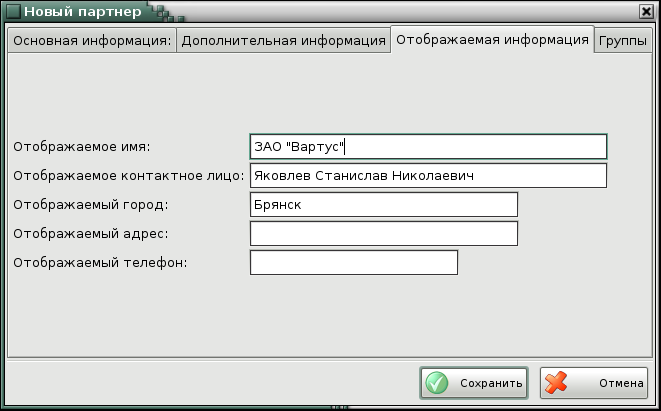 Новый партнер
Основная информация: Дополнительная информация Отображаемая информация Группы
Отображаемое имя: ЗАО "Вартус"
Отображаемое контактное лицо: Яковлев Станислав Николаевич
Отображаемый город: Брянск
Отображаемый адрес:
Отображаемый телефон:
Сохранить Отмена